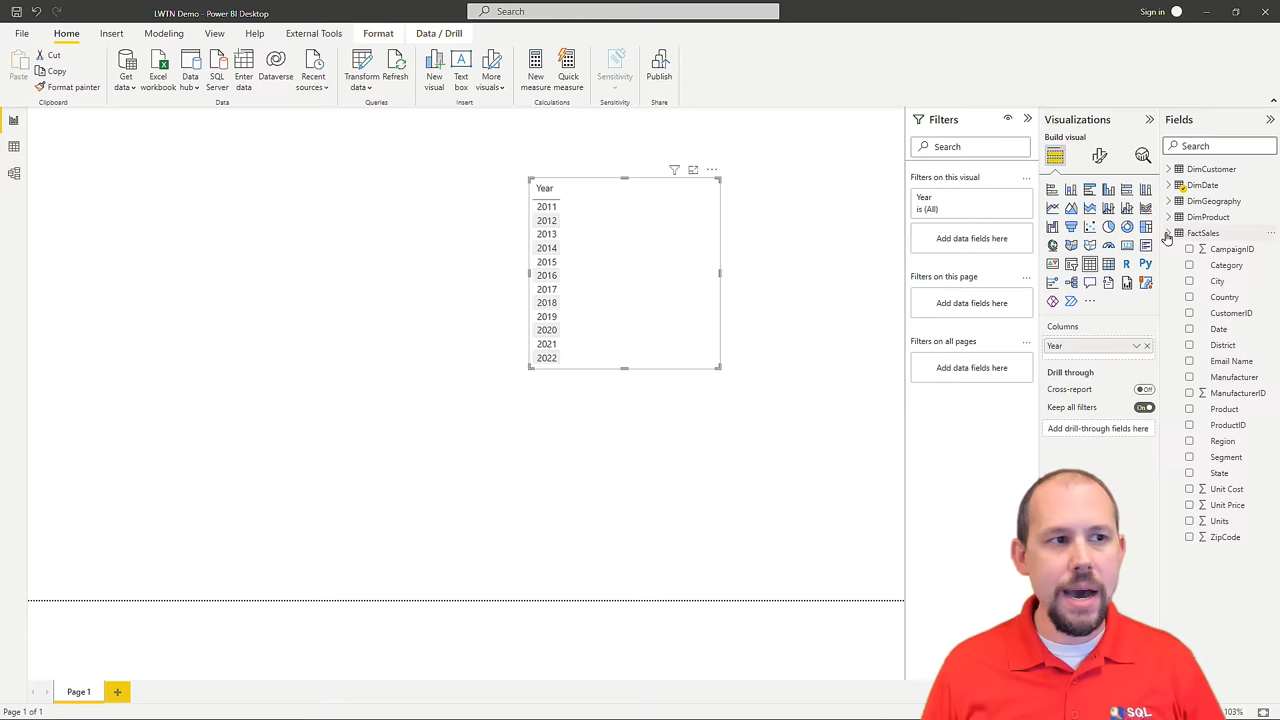 LWTN Demo - Power BI Desktop
Search
Sign in
File
Home
Insert
Modeling
View
Help
External Tools
Format
Data / Drill
Paste
Cut
Copy
Format painter
Get data
Excel workbook
Data hub
SQL Server
Enter data
Dataverse
Recent sources
Transform data
Refresh
New visual
Text box
More visuals
New measure
Quick measure
Sensitivity
Publish
Clipboard
Data
Queries
Insert
Calculations
Sensitivity
Share
Year
2011
2012
2013
2014
2015
2016
2017
2018
2019
2020
2021
2022
Filters
Search
Filters on this visual
Year
is (All)
Add data fields here
Filters on this page
Add data fields here
Filters on all pages
Add data fields here
Visualizations
Build visual
R
Py
123
Columns
Year
Drill through
Cross-report
Off
Keep all filters
On
Add drill-through fields here
Fields
Search
DimCustomer
DimDate
DimGeography
DimProduct
FactSales
CampaignID
Category
City
Country
CustomerID
Date
District
Email Name
Manufacturer
ManufacturerID
Product
ProductID
Region
Segment
State
Unit Cost
Unit Price
Units
ZipCode
SQL
Page 1
Page 1 of 1
103%